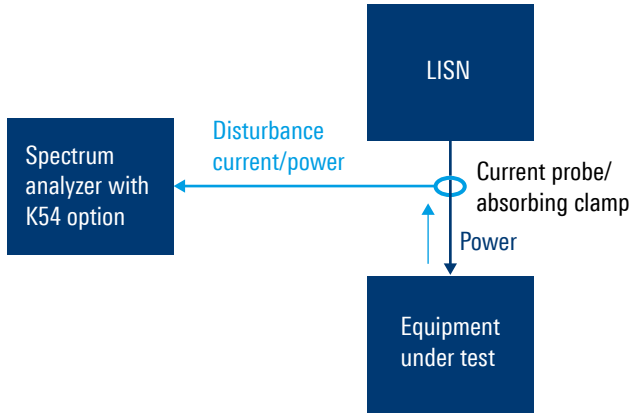 LISN
Disturbance
current/power
Spectrum
analyzer with
K54 option
Current probe/
absorbing clamp
Power
Equipment
under test